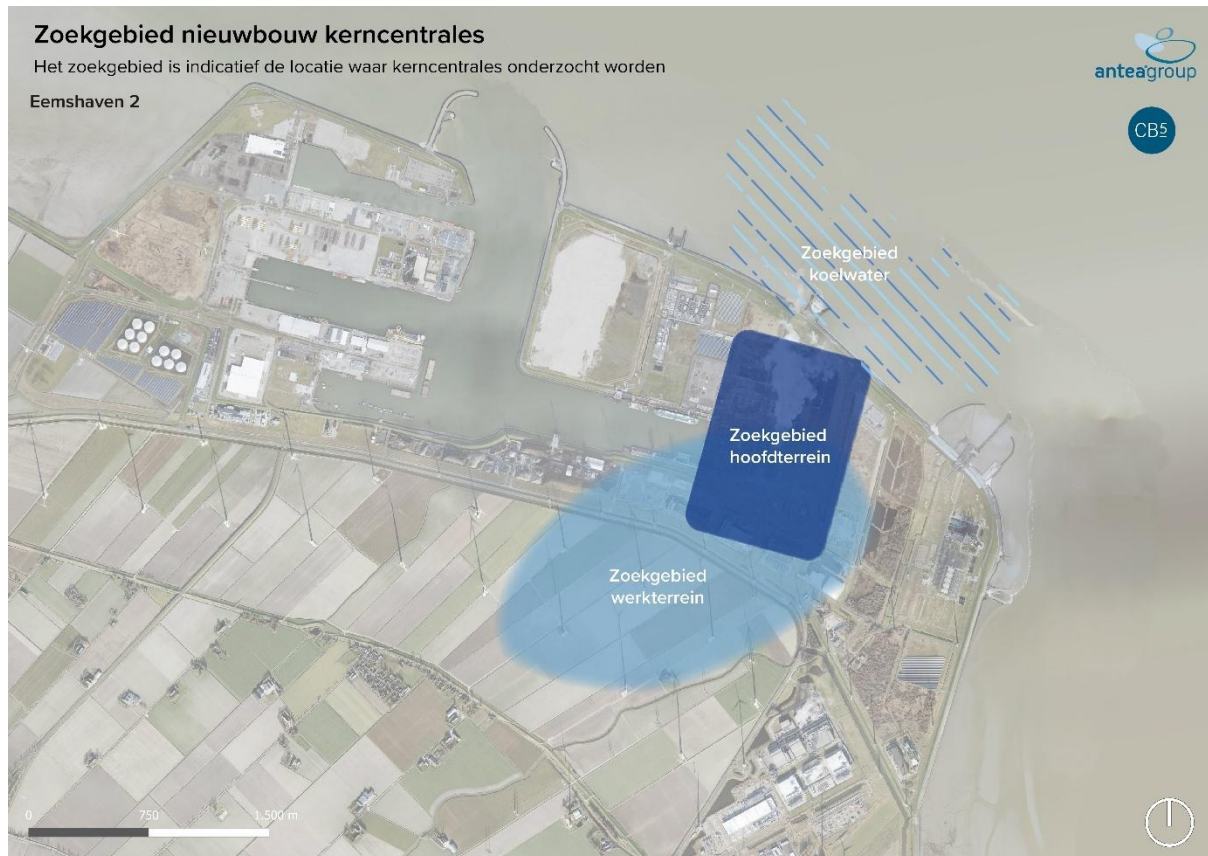 Zoekgebied nieuwbouw kerncentrales
Het zoekgebied is indicatief de locatie waar kerncentrales onderzocht worden
Eemshaven 2
anteagroup
CB5
Zoekgebied
koelwater
Zoekgebied
hoofdterrein
Zoekgebied
werkterrein
0 750 1.500 m